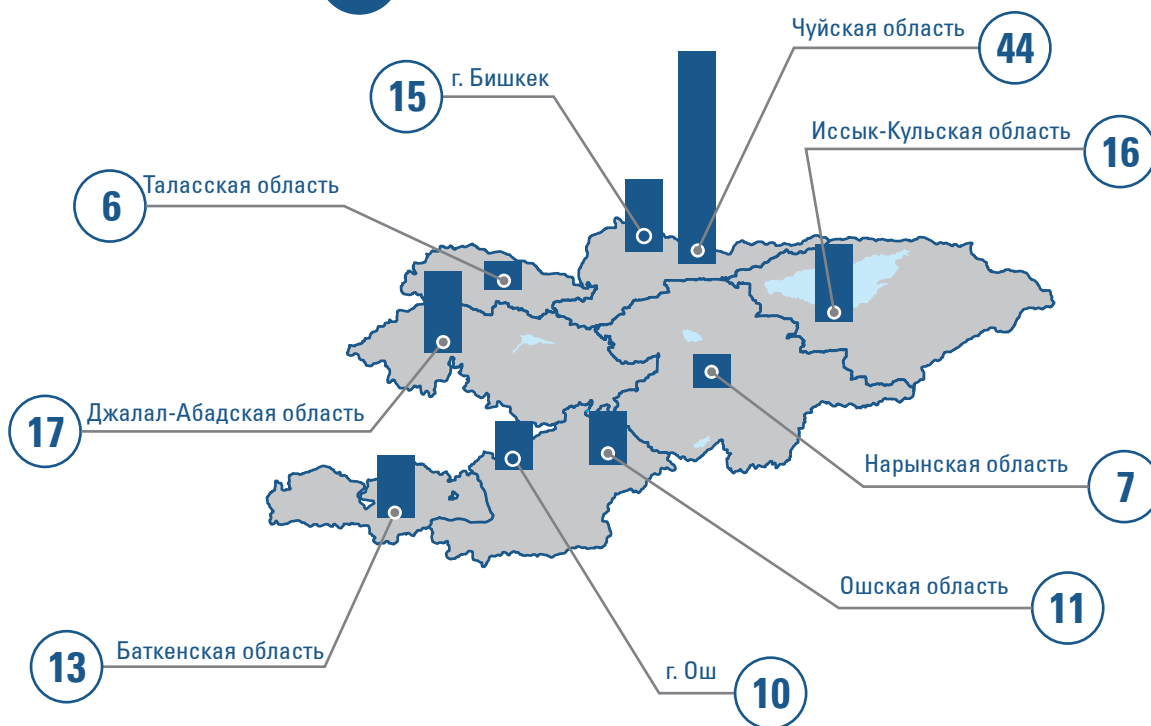 Чуйская область
44
г. Бишкек
15
Иссык-Кульская область
16
Таласская область
6
Джалал-Абадская область
17
Нарынская область
7
Ошская область
11
Баткенская область
13
г. Ош
10